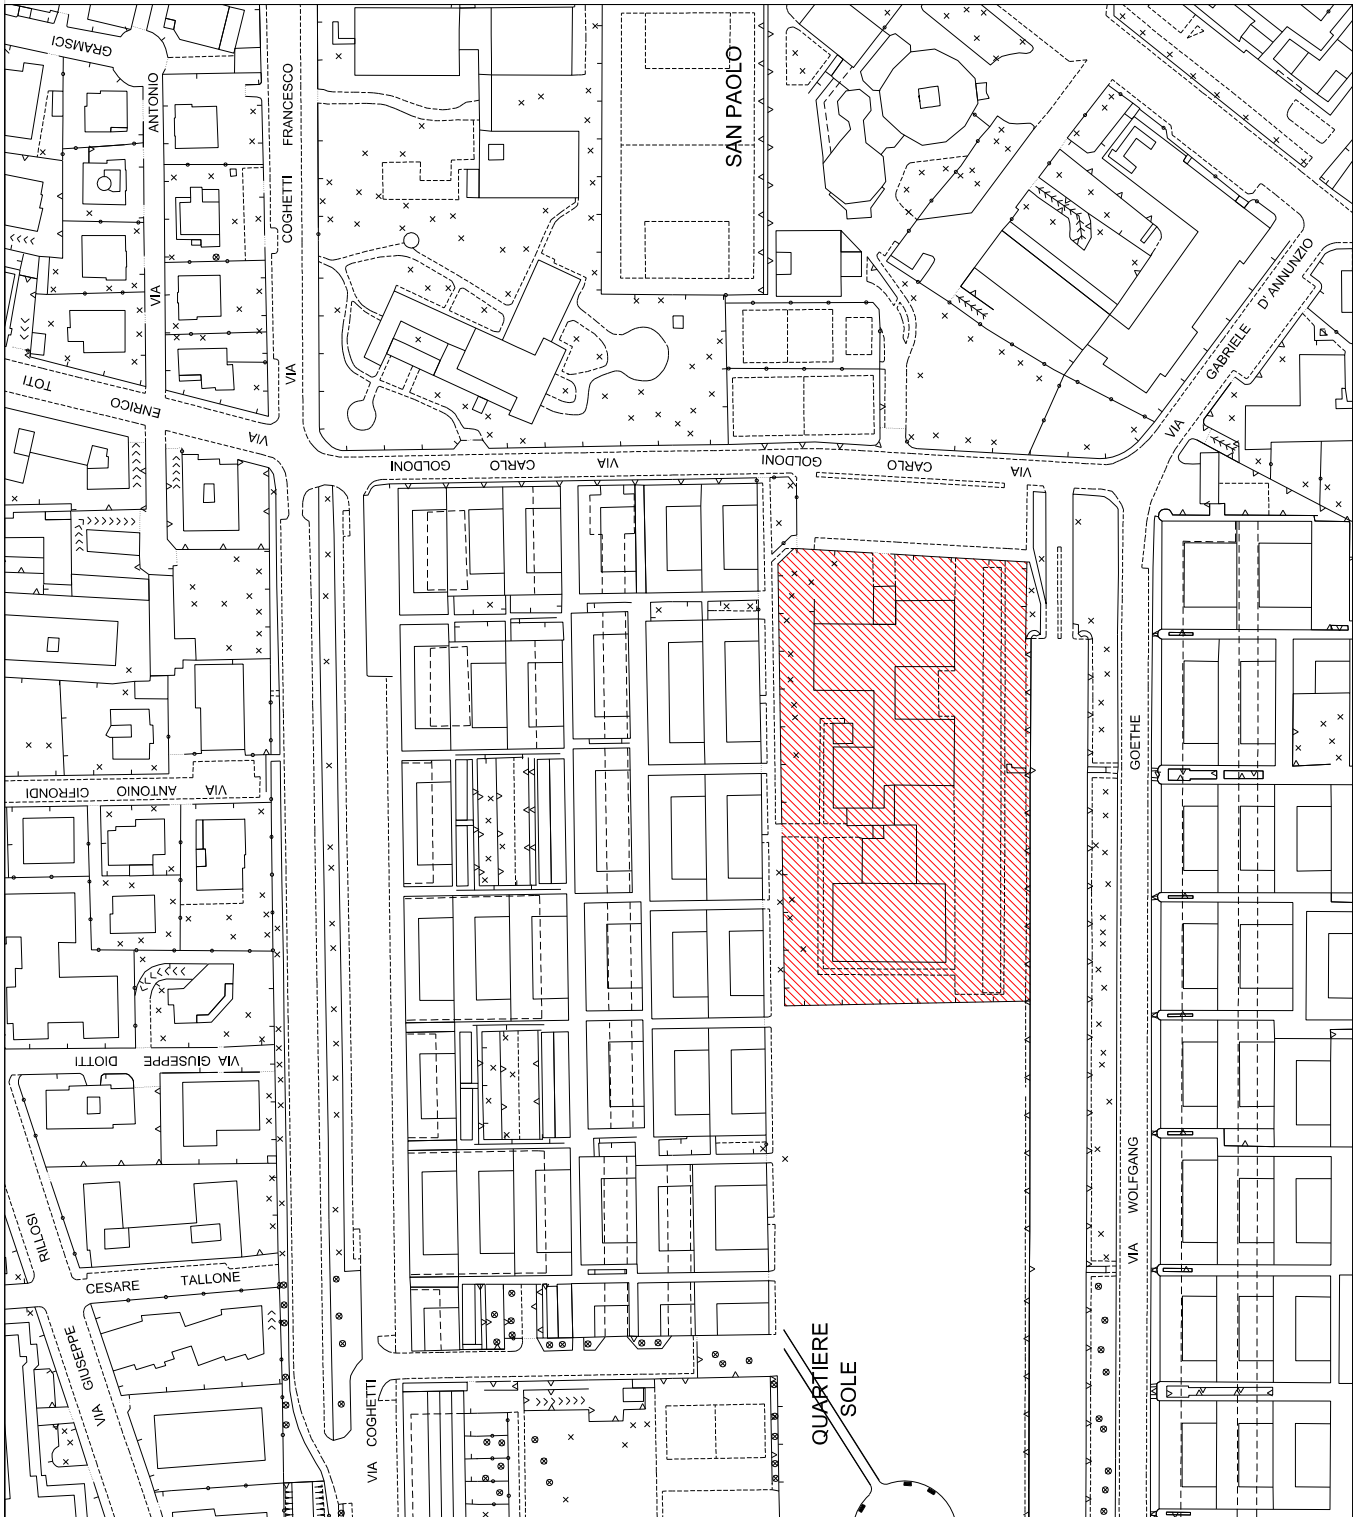 GRAMSCI
ANTONIO
VIA
FRANCESCO
COGHETTI
VIA
SAN PAOLO
D' ANNUNZIO
GABRIELE
VIA
TOTI
ENRICO
VIA
GOLDONI
CARLO
VIA
GOLDONI
CARLO
VIA
GOETHE
WOLFGANG
VIA
CIFRONDI
ANTONIO
VIA
DIOTTI
VIA GIUSEPPE
RILLOSI
VIA GIUSEPPE
CESARE TALLONE
VIA COGHETTI
QUARTIERE
SOLE